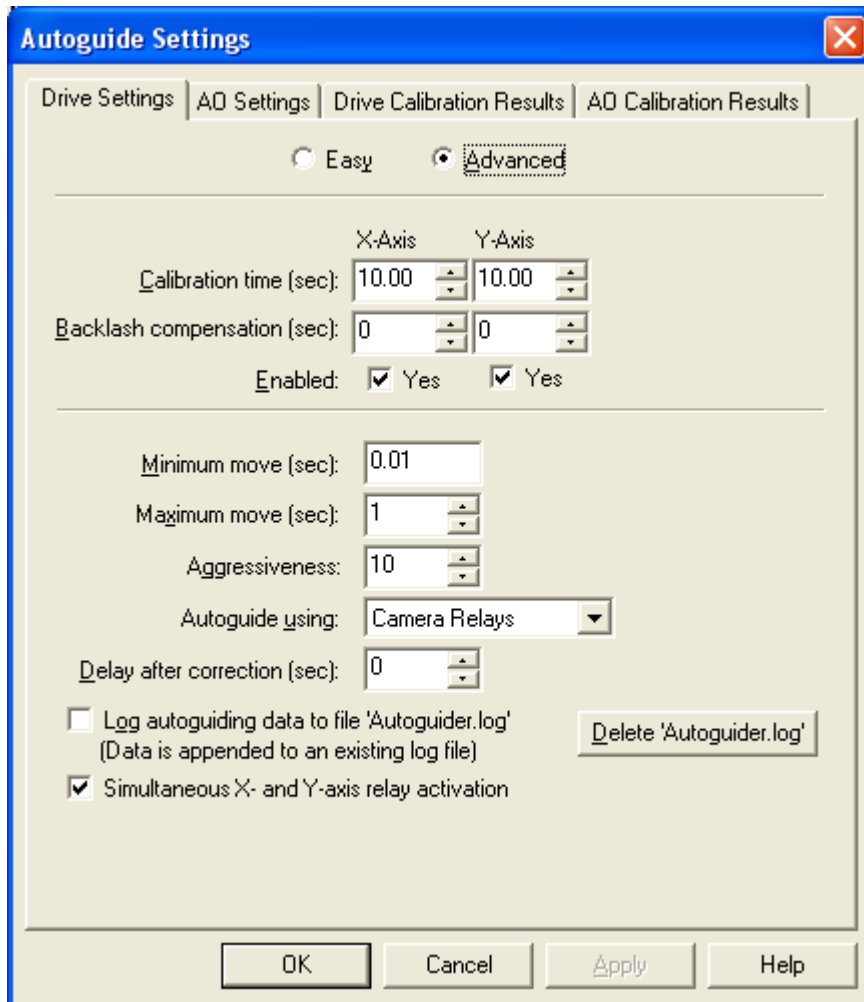 Autoguide Settings
Drive Settings AO Settings Drive Calibration Results AO Calibration Results
Easy Advanced
X-Axis Y-Axis
Calibration time (sec): 10.00 10.00
Backlash compensation (sec): 0 0
Enabled: Yes Yes
Minimum move (sec): 0.01
Maximum move (sec): 1
Aggressiveness: 10
Autoguide using: Camera Relays
Delay after correction (sec): 0
Log autoguiding data to file 'Autoguider.log'
(Data is appended to an existing log file)
Delete 'Autoguider.log'
Simultaneous X- and Y-axis relay activation
OK Cancel Apply Help